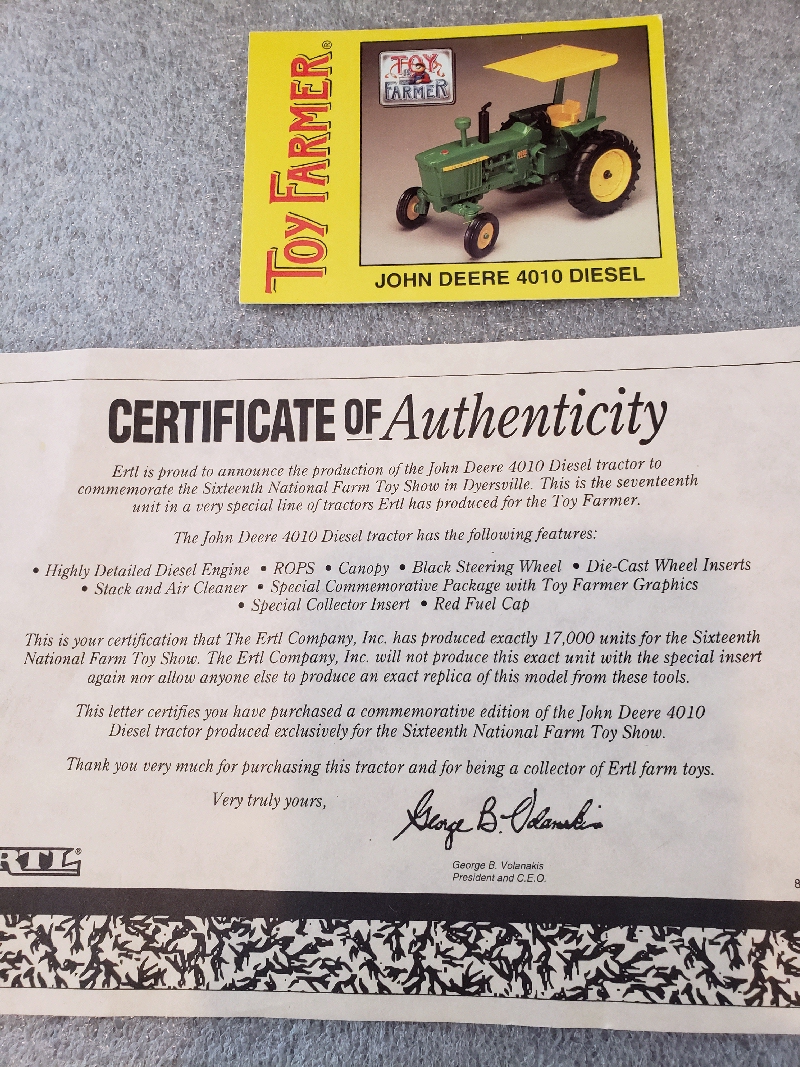 TOY FARMER®
TOY FARMER
JOHN DEERE 4010 DIESEL
CERTIFICATE OF Authenticity
Ertl is proud to announce the production of the John Deere 4010 Diesel tractor to
commemorate the Sixteenth National Farm Toy Show in Dyersville. This is the seventeenth
unit in a very special line of tractors Ertl has produced for the Toy Farmer.
The John Deere 4010 Diesel tractor has the following features:
• Highly Detailed Diesel Engine • ROPS • Canopy • Black Steering Wheel • Die-Cast Wheel Inserts
• Stack and Air Cleaner • Special Commemorative Package with Toy Farmer Graphics
• Special Collector Insert • Red Fuel Cap
This is your certification that The Ertl Company, Inc. has produced exactly 17,000 units for the Sixteenth
National Farm Toy Show. The Ertl Company, Inc. will not produce this exact unit with the special insert
again nor allow anyone else to produce an exact replica of this model from these tools.
This letter certifies you have purchased a commemorative edition of the John Deere 4010
Diesel tractor produced exclusively for the Sixteenth National Farm Toy Show.
Thank you very much for purchasing this tractor and for being a collector of Ertl farm toys.
Very truly yours,
George B. Volanakis
George B. Volanakis
President and C.E.O.
RTL®
8